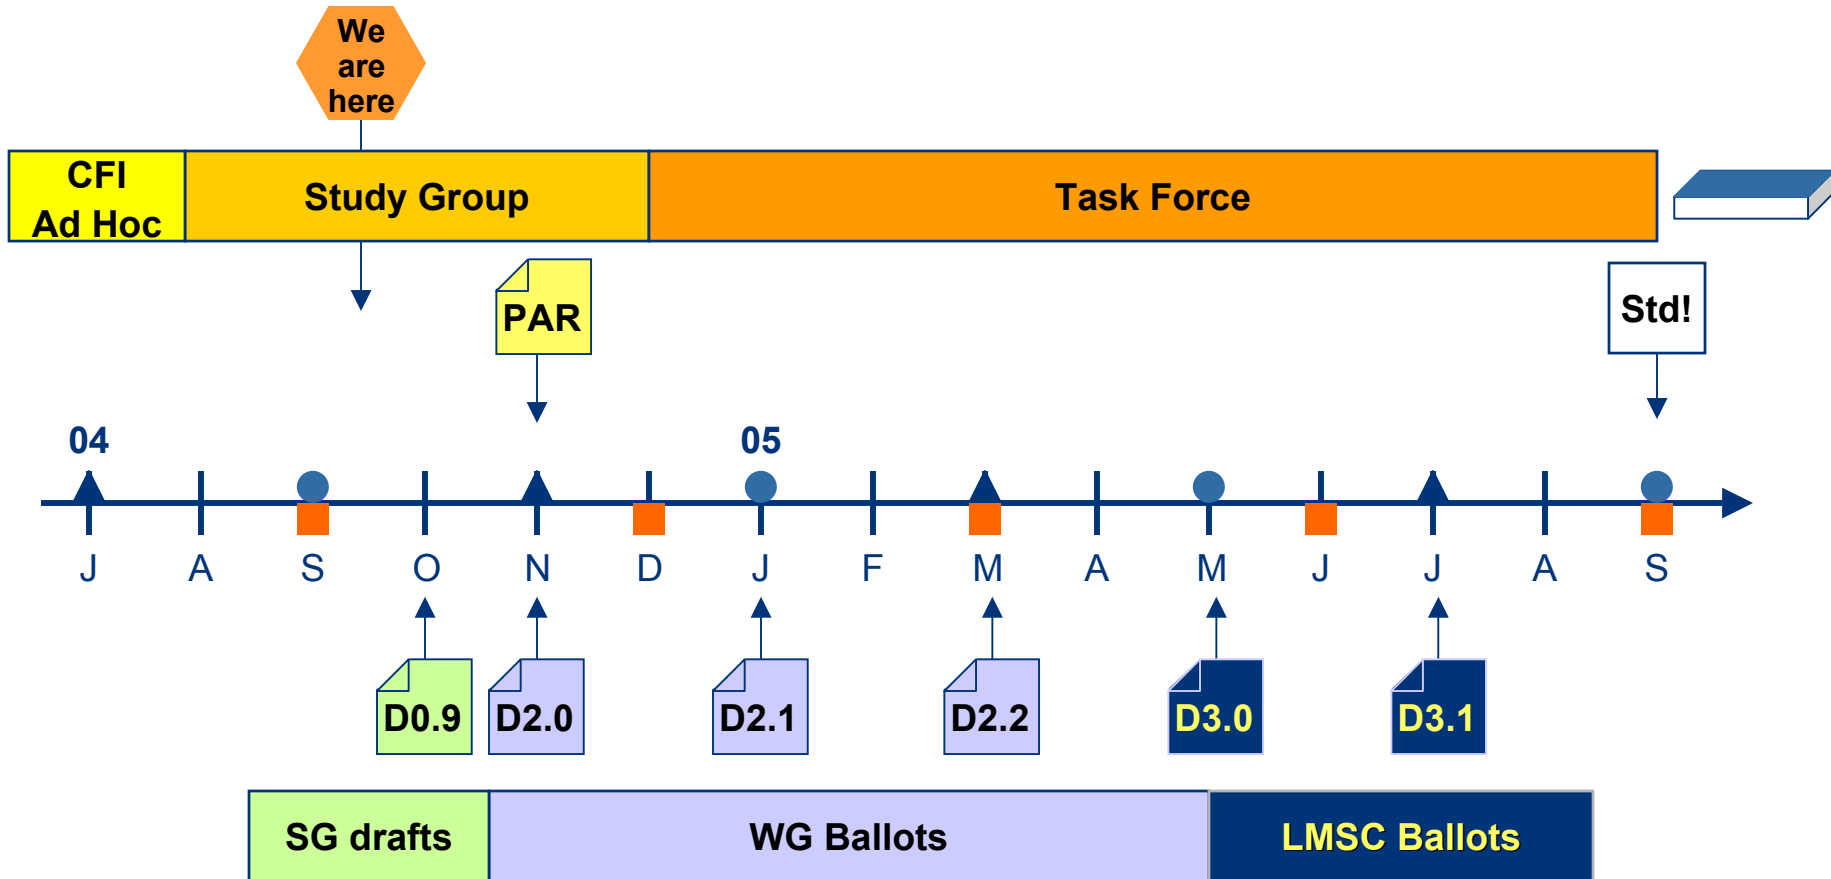 We
are
here
CFI
Ad Hoc
Study Group
Task Force
PAR
Std!
04
05
J A S O N D J F M A M J J A S
D0.9
D2.0
D2.1
D2.2
D3.0
D3.1
SG drafts
WG Ballots
LMSC Ballots